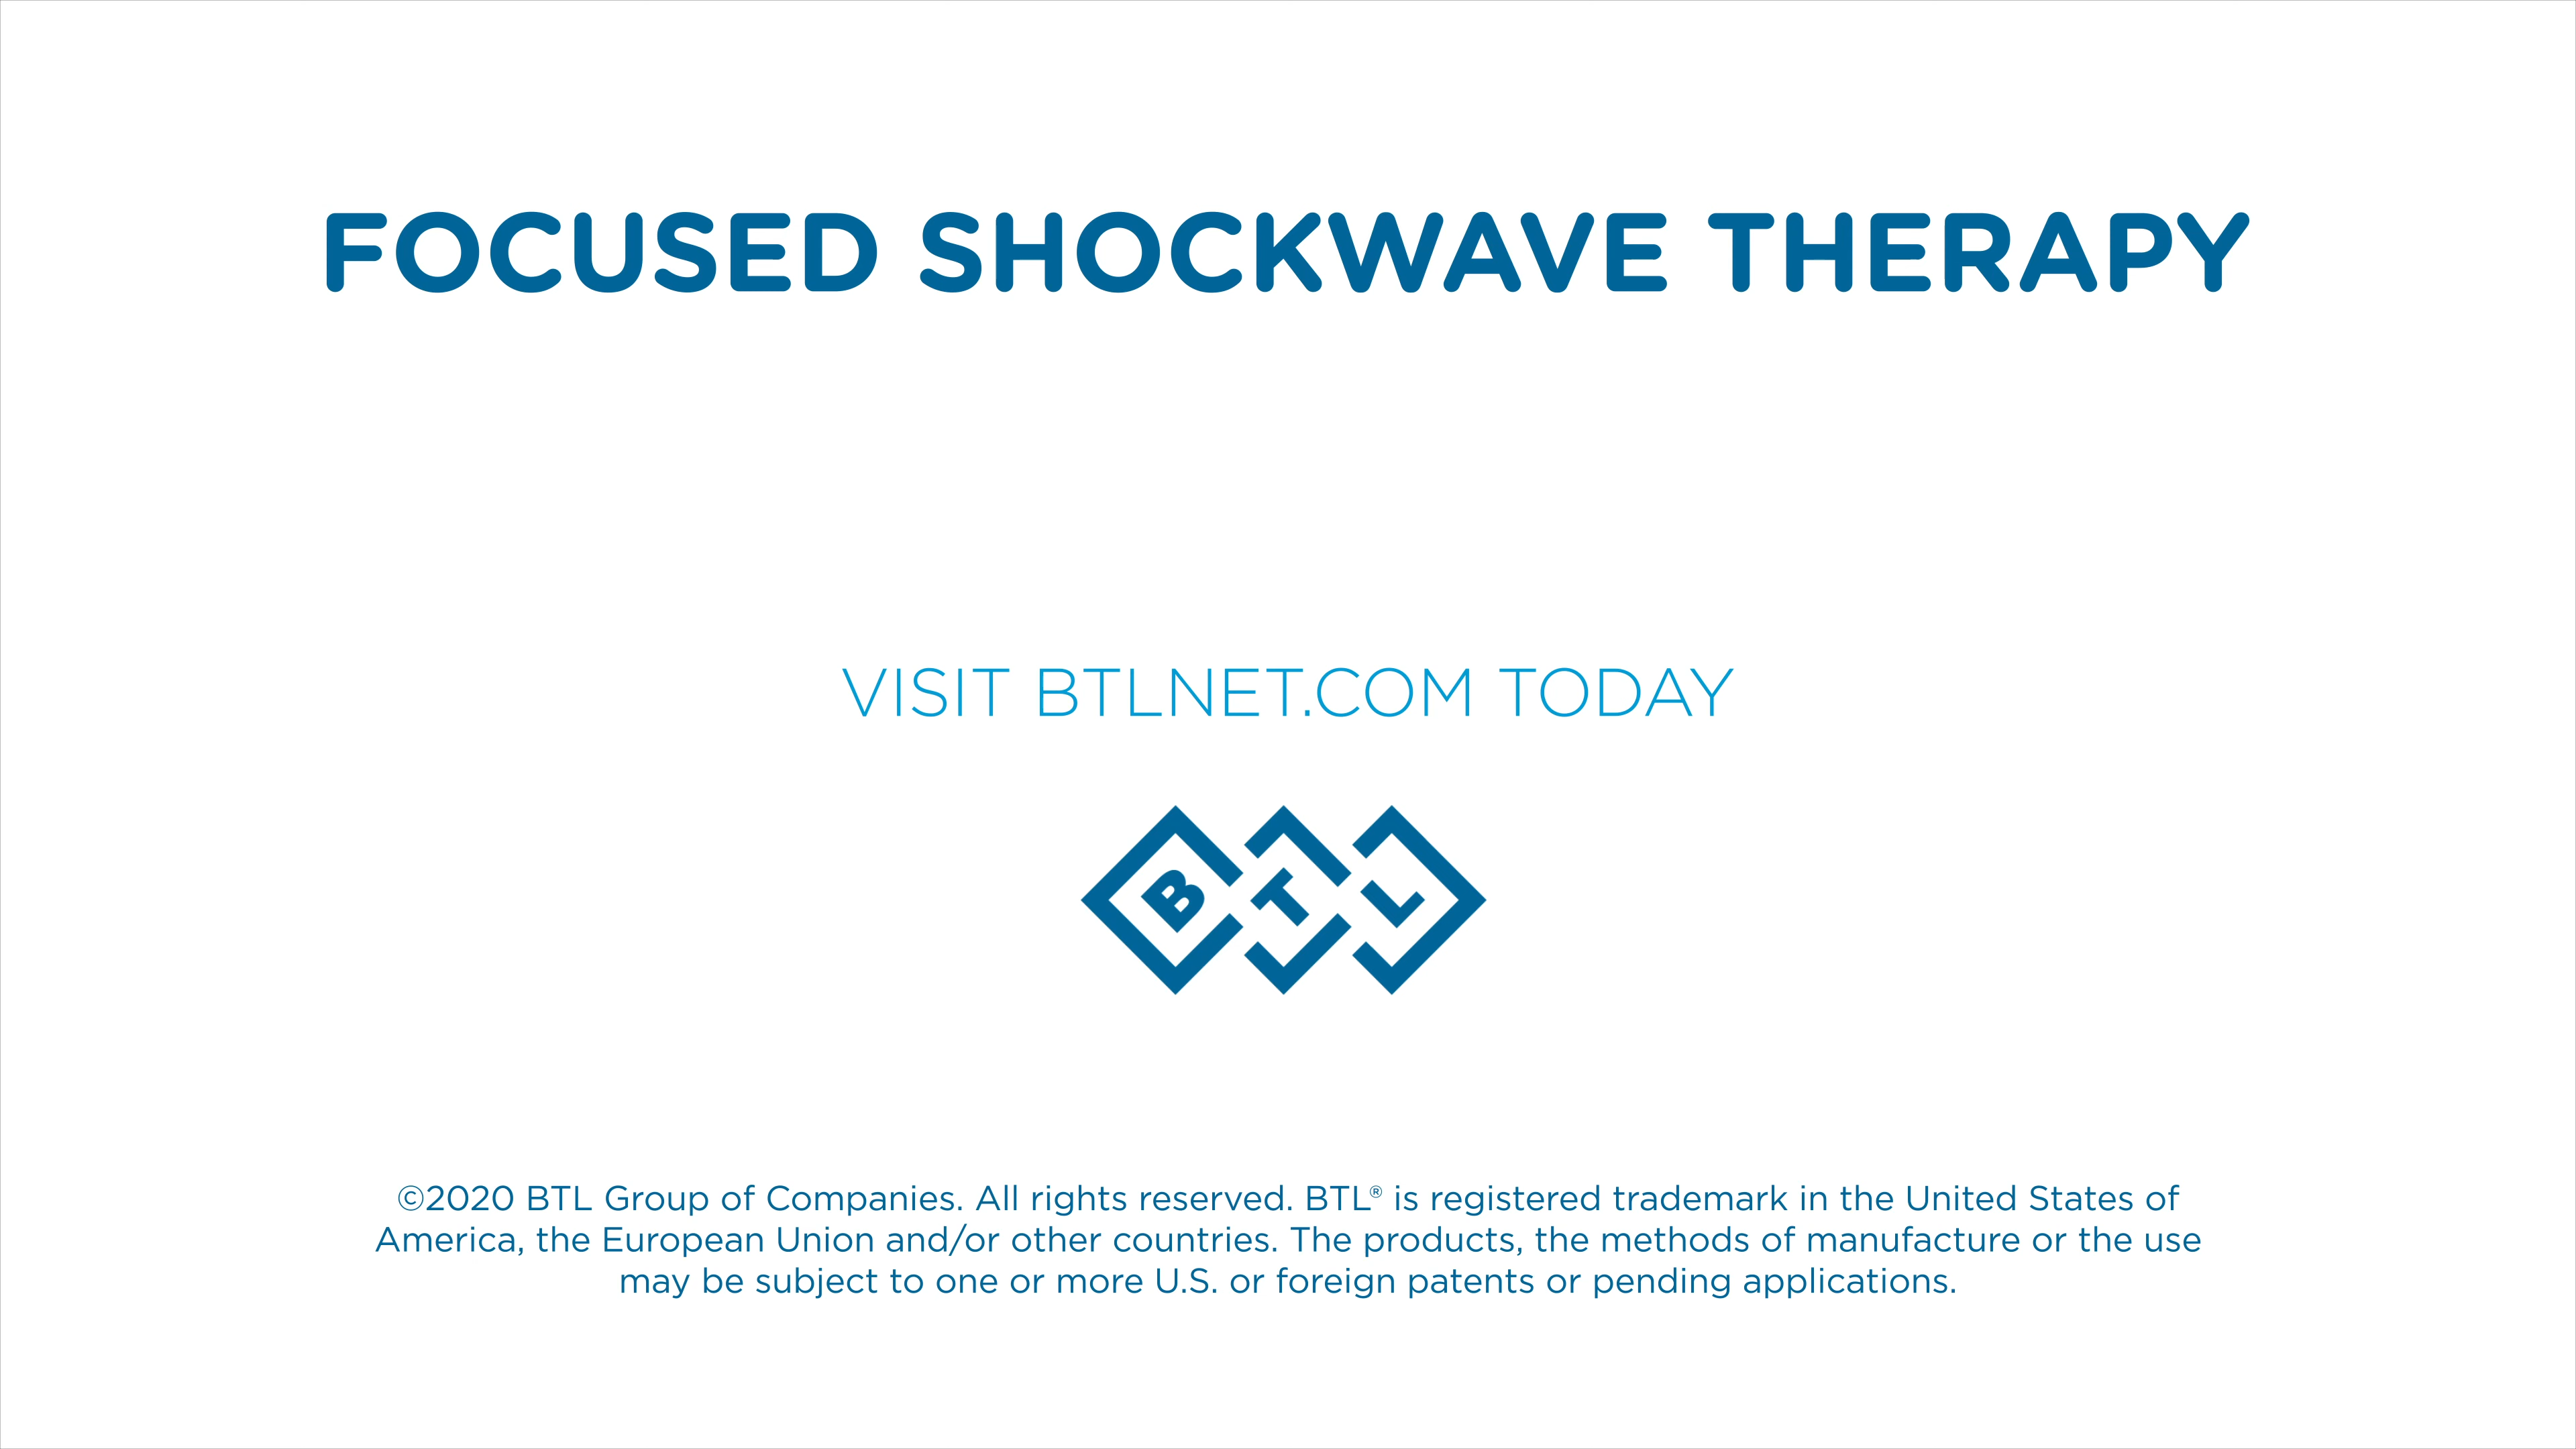 FOCUSED SHOCKWAVE THERAPY
VISIT BTLNET.COM TODAY
BTL
©2020 BTL Group of Companies. All rights reserved. BTL® is registered trademark in the United States of
America, the European Union and/or other countries. The products, the methods of manufacture or the use
may be subject to one or more U.S. or foreign patents or pending applications.